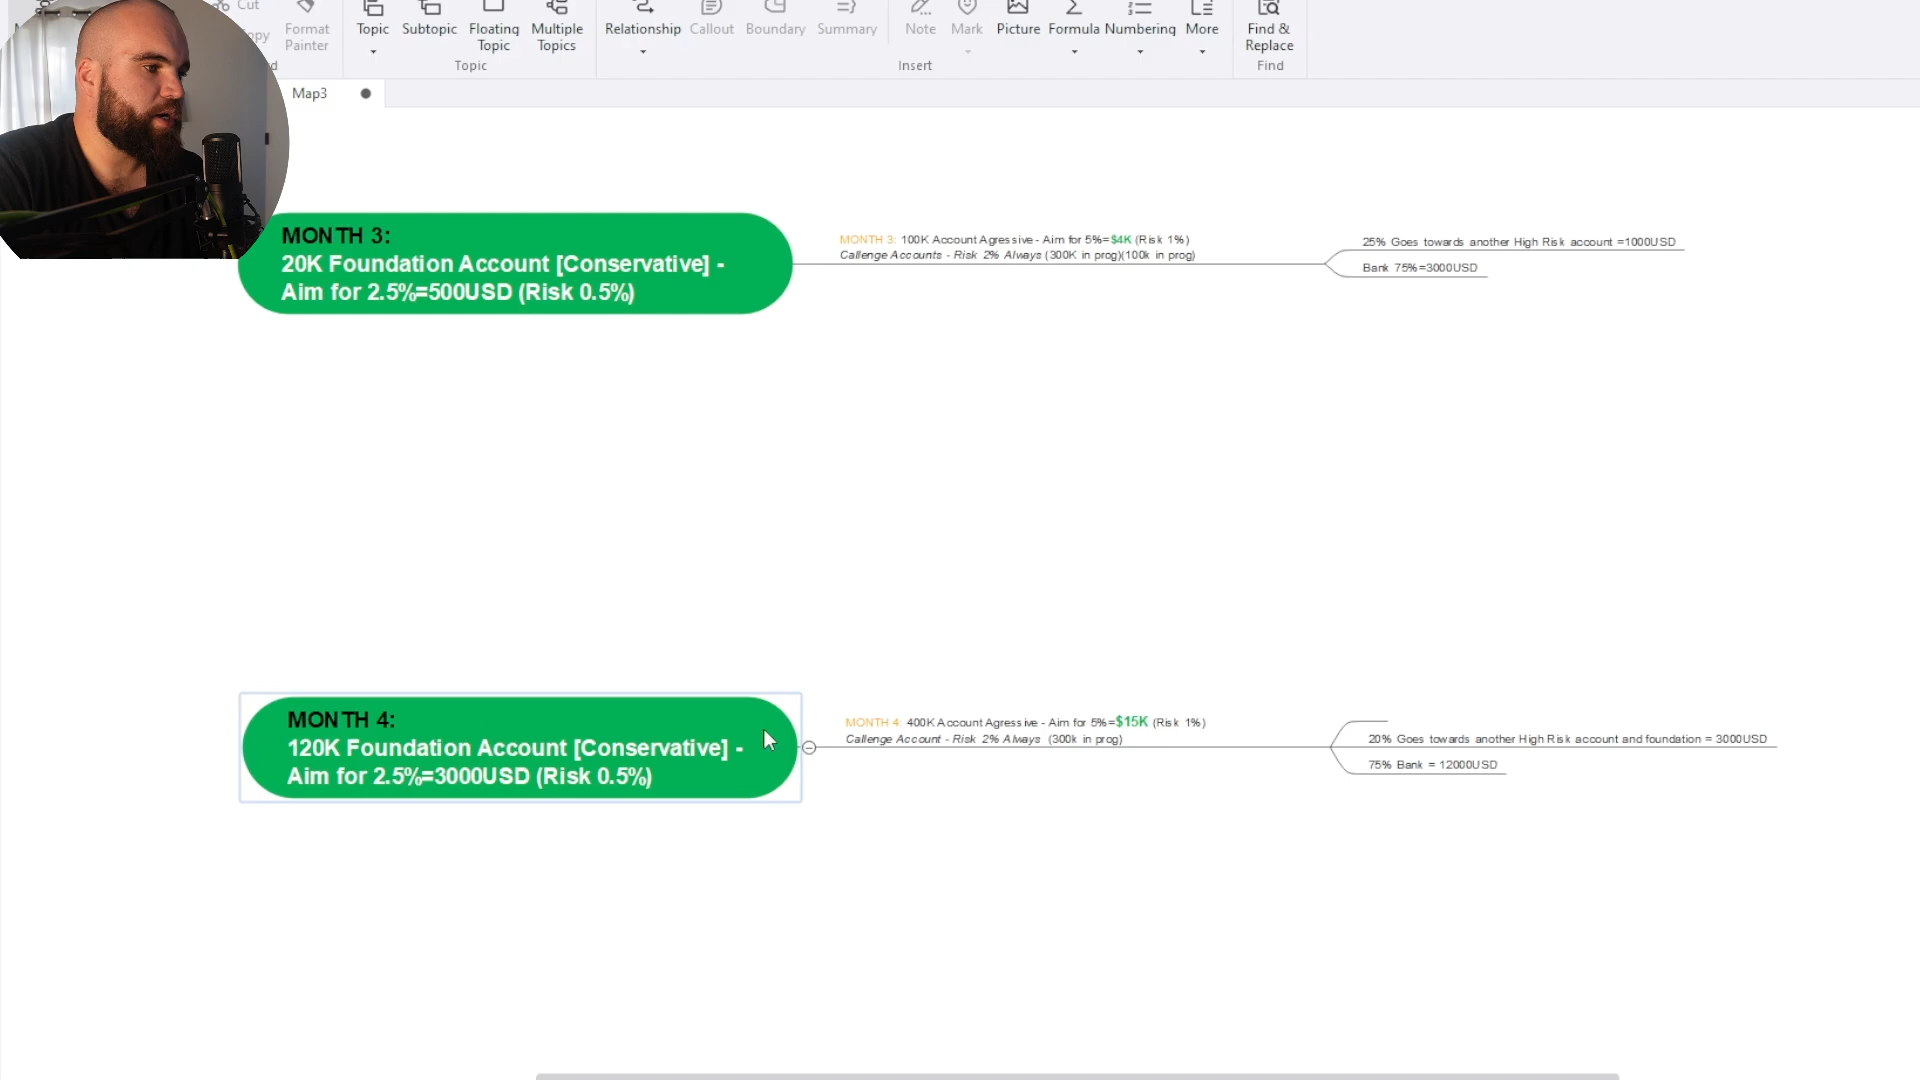 Cut
Copy
Format
Painter
Topic
Subtopic
Floating
Topic
Multiple
Topics
Topic
Relationship
Callout
Boundary
Summary
Note
Mark
Picture
Formula
Numbering
More
Insert
Find &
Replace
Find
Map3
MONTH 3:
20K Foundation Account [Conservative] -
Aim for 2.5%=500USD (Risk 0.5%)
MONTH 3: 100K Account Agressive - Aim for 5%=$4K (Risk 1%)
Callenge Accounts - Risk 2% Always (300K in prog)(100k in prog)
25% Goes towards another High Risk account =1000USD
Bank 75%=3000USD
MONTH 4:
120K Foundation Account [Conservative] -
Aim for 2.5%=3000USD (Risk 0.5%)
MONTH 4: 400K Account Agressive - Aim for 5%=$15K (Risk 1%)
Callenge Account - Risk 2% Always (300k in prog)
20% Goes towards another High Risk account and foundation = 3000USD
75% Bank = 12000USD